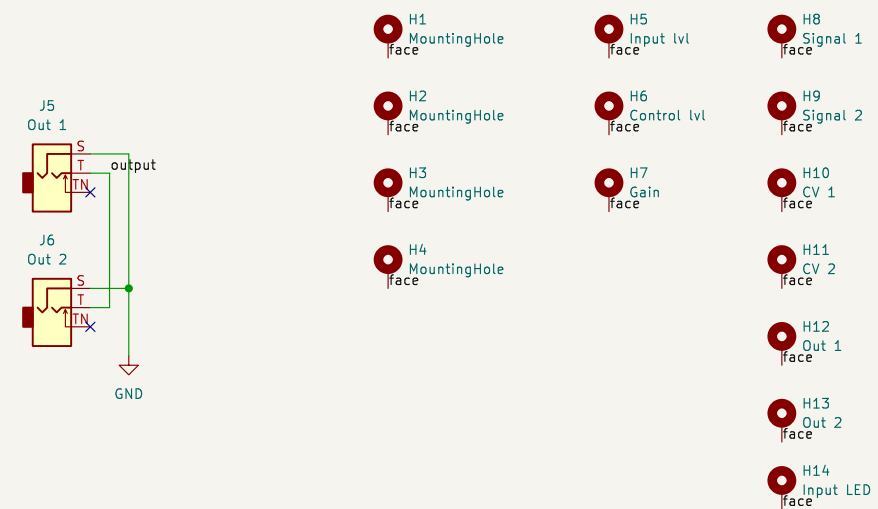 J5
Out 1
S
T
TN
output
J6
Out 2
S
T
TN
GND
H1
MountingHole
face
H2
MountingHole
face
H3
MountingHole
face
H4
MountingHole
face
H5
Input lvl
face
H6
Control lvl
face
H7
Gain
face
H8
Signal 1
face
H9
Signal 2
face
H10
CV 1
face
H11
CV 2
face
H12
Out 1
face
H13
Out 2
face
H14
Input LED
face